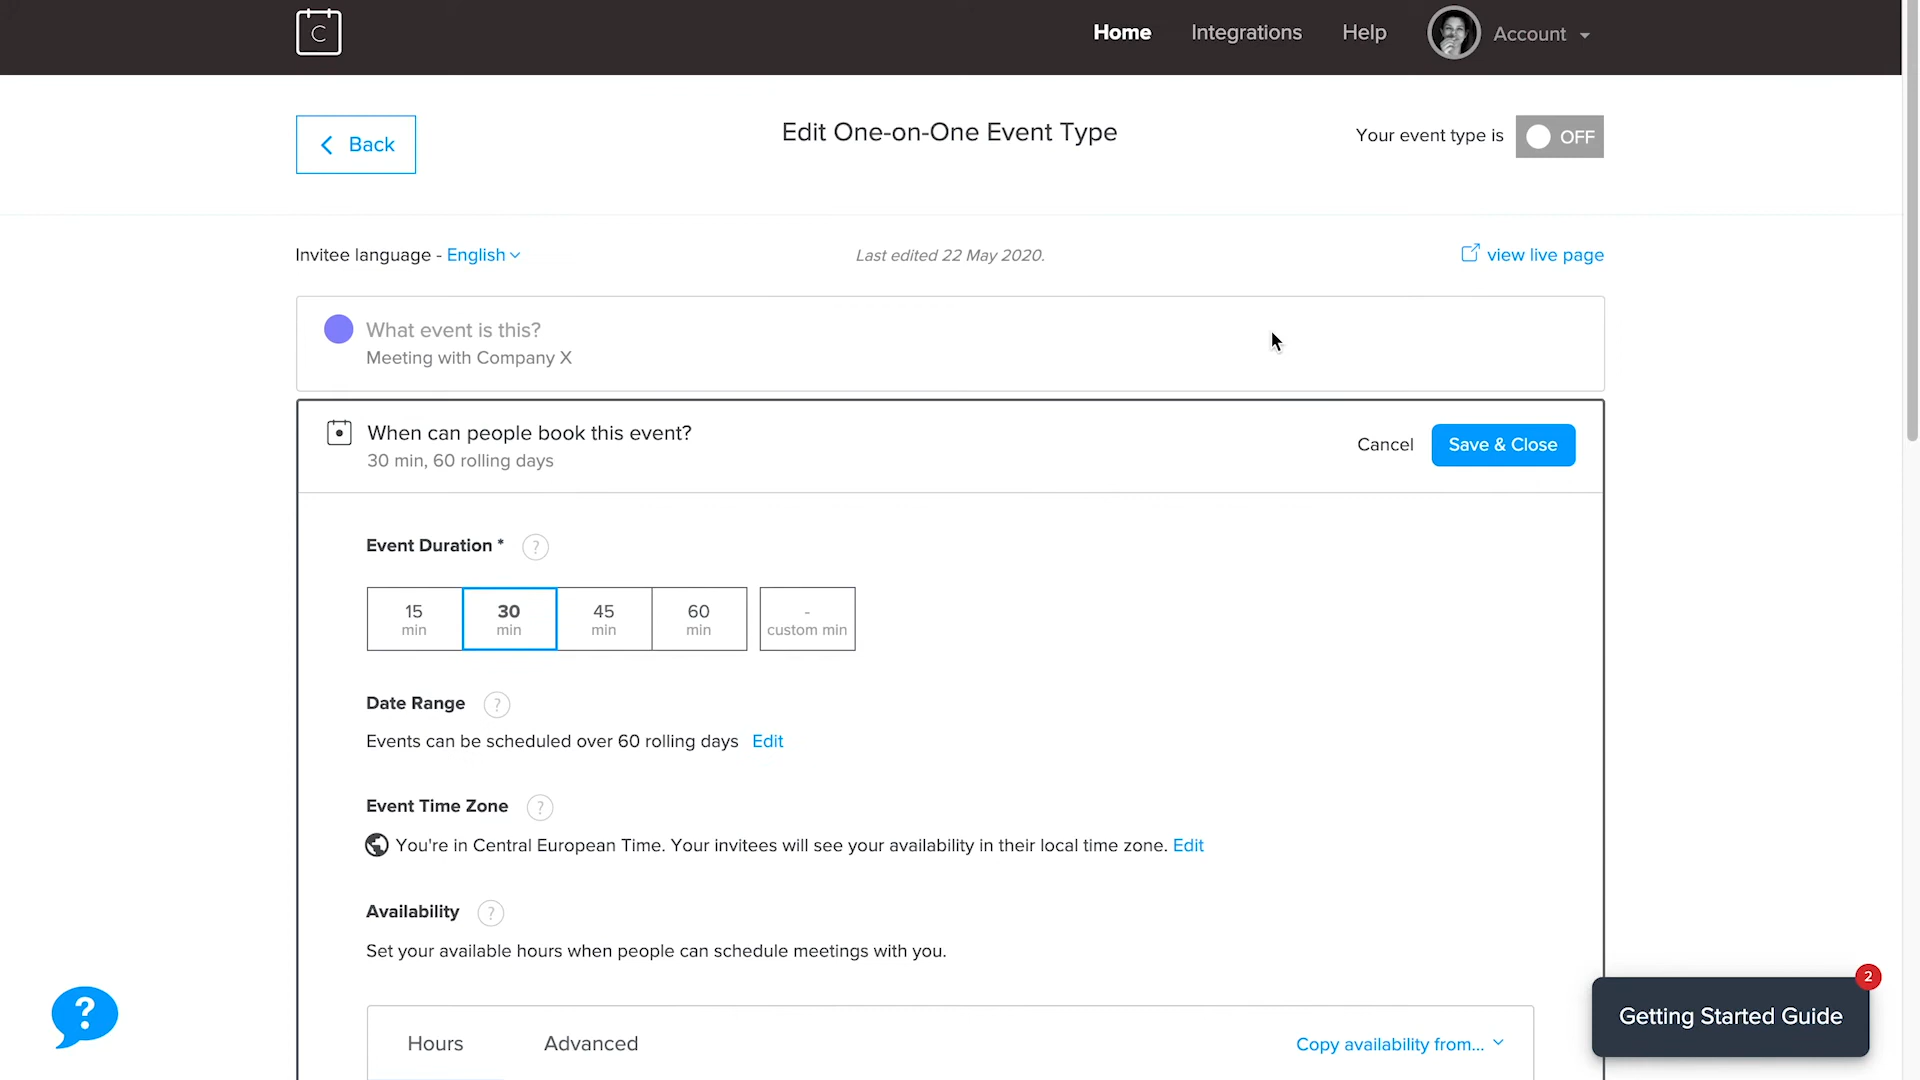 C
Home Integrations Help Account
Back
Edit One-on-One Event Type
Your event type is OFF
Invitee language - English
Last edited 22 May 2020.
view live page
What event is this?
Meeting with Company X
When can people book this event?
30 min, 60 rolling days
Cancel Save & Close
Event Duration * ?
15 30 45 60 -
min min min min custom min
Date Range ?
Events can be scheduled over 60 rolling days Edit
Event Time Zone ?
You're in Central European Time. Your invitees will see your availability in their local time zone. Edit
Availability ?
Set your available hours when people can schedule meetings with you.
2
?
Getting Started Guide
Hours Advanced Copy availability from...